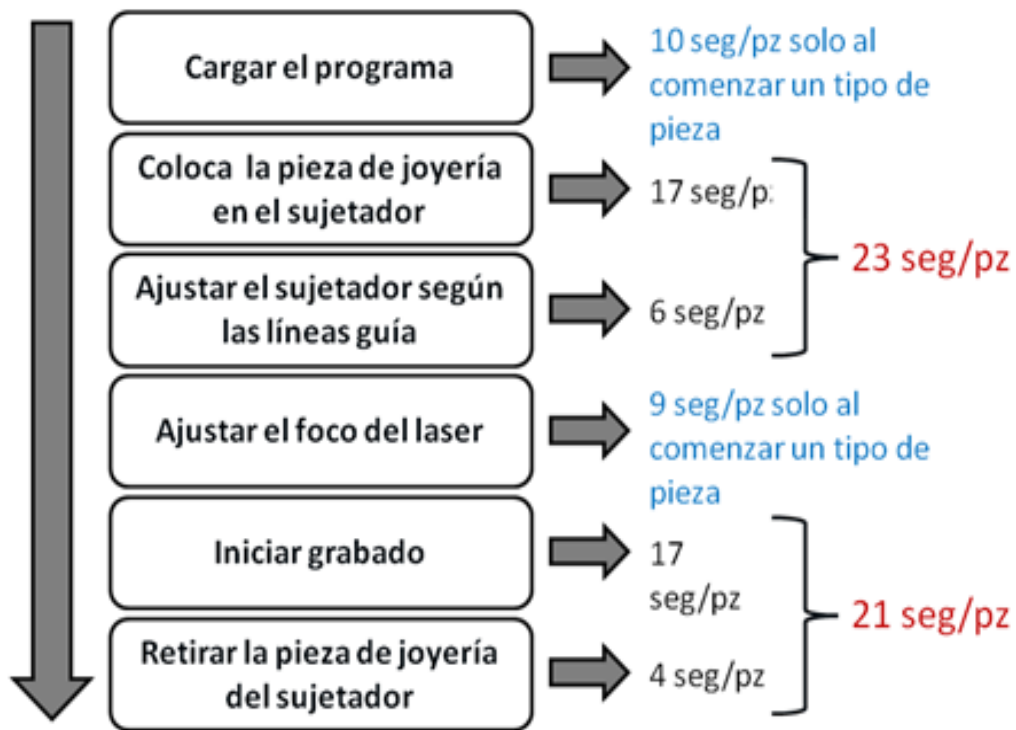 Cargar el programa
10 seg/pz solo al
comenzar un tipo de
pieza
Coloca la pieza de joyería
en el sujetador
17 seg/p
Ajustar el sujetador según
las líneas guía
6 seg/pz
23 seg/pz
Ajustar el foco del laser
9 seg/pz solo al
comenzar un tipo de
pieza
Iniciar grabado
17
seg/pz
Retirar la pieza de joyería
del sujetador
4 seg/pz
21 seg/pz